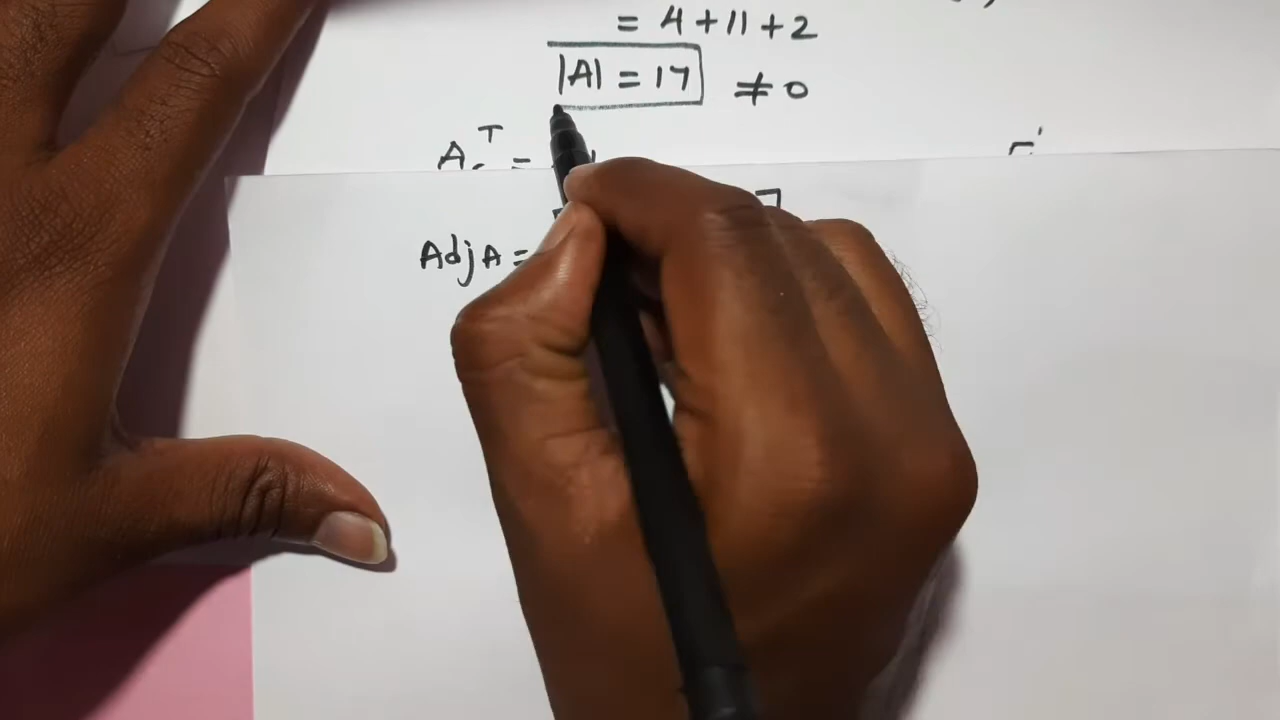 = 4+11+2
|A| = 17 ≠ 0
A T =
Adj A =